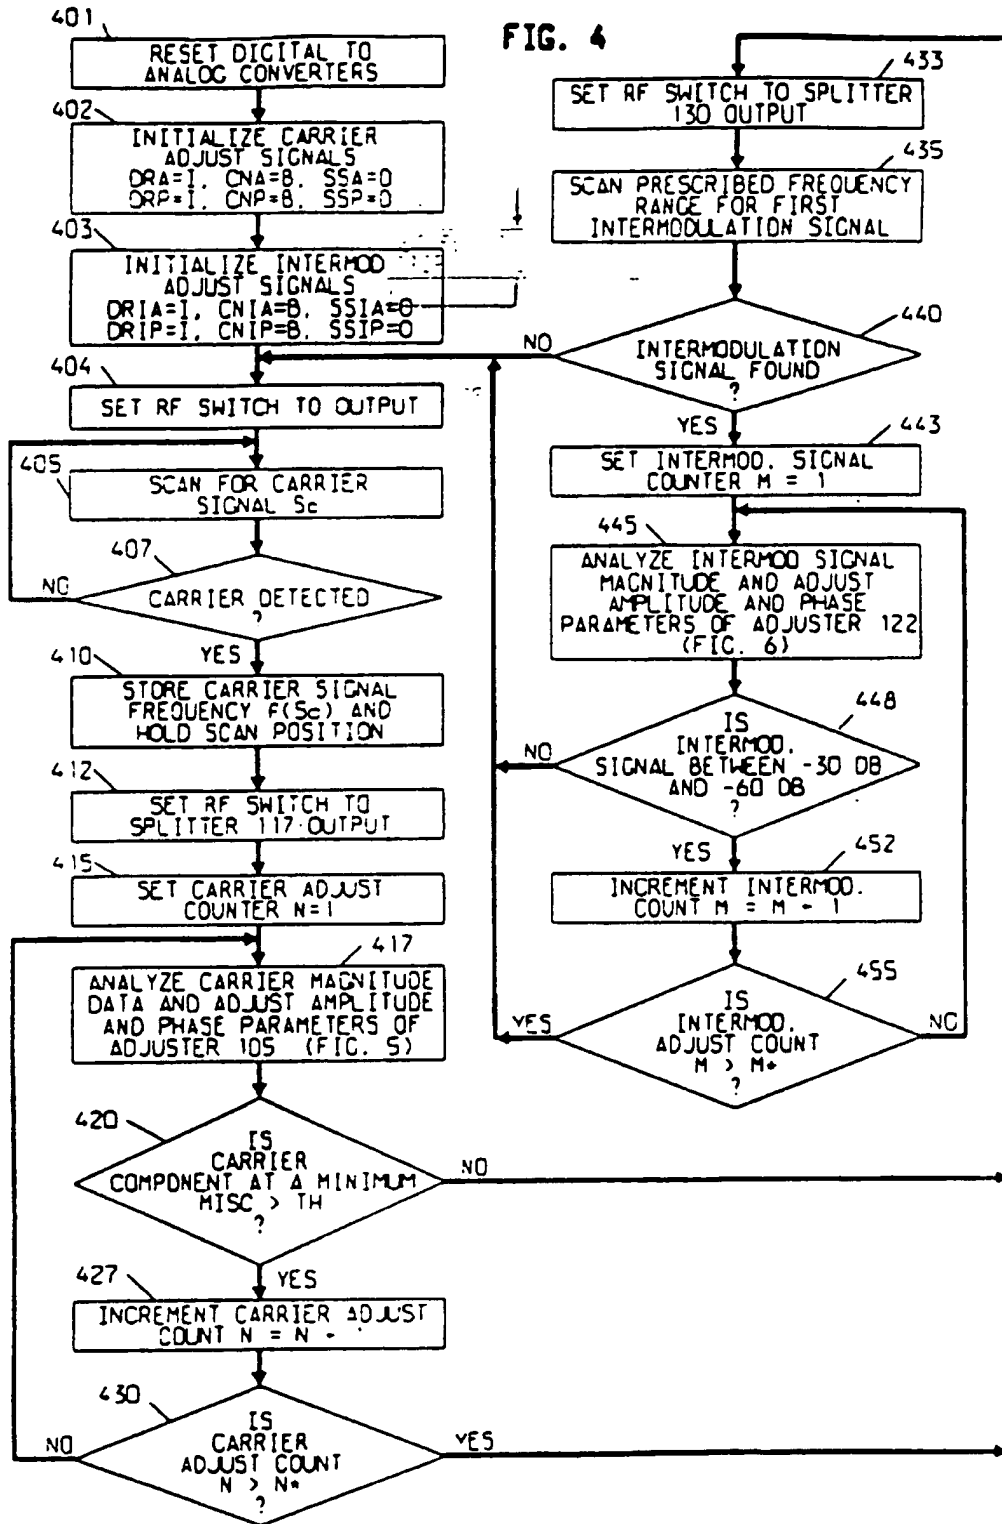 FIG. 4
401
RESET DIGITAL TO
ANALOG CONVERTERS
402
INITIALIZE CARRIER
ADJUST SIGNALS
DRA=I, CNA=B, SSA=0
DRP=I, CNP=B, SSP=0
403
INITIALIZE INTERMOD
ADJUST SIGNALS
DRIA=I, CNIA=B, SSIA=0
DRIP=I, CNIP=B, SSIP=0
404
SET RF SWITCH TO OUTPUT
405
SCAN FOR CARRIER
SIGNAL Sc
407
NO
CARRIER DETECTED
?
YES
410
STORE CARRIER SIGNAL
FREQUENCY f(Sc) AND
HOLD SCAN POSITION
412
SET RF SWITCH TO
SPLITTER 117 OUTPUT
415
SET CARRIER ADJUST
COUNTER N=1
417
ANALYZE CARRIER MAGNITUDE
DATA AND ADJUST AMPLITUDE
AND PHASE PARAMETERS OF
ADJUSTER 105 (FIG. 5)
420
IS
CARRIER
COMPONENT AT A MINIMUM
MISC > TH
?
NO
YES
427
INCREMENT CARRIER ADJUST
COUNT N = N -
430
IS
CARRIER
ADJUST COUNT
N > N*
?
NO
YES
433
SET RF SWITCH TO SPLITTER
130 OUTPUT
435
SCAN PRESCRIBED FREQUENCY
RANGE FOR FIRST
INTERMODULATION SIGNAL
440
NO
INTERMODULATION
SIGNAL FOUND
?
YES
443
SET INTERMOD. SIGNAL
COUNTER M = 1
445
ANALYZE INTERMOD SIGNAL
MAGNITUDE AND ADJUST
AMPLITUDE AND PHASE
PARAMETERS OF ADJUSTER 122
(FIG. 6)
448
IS
INTERMOD.
SIGNAL BETWEEN -30 DB
AND -60 DB
?
NO
YES
452
INCREMENT INTERMOD.
COUNT M = M - 1
455
IS
INTERMOD.
ADJUST COUNT
M > M*
?
YES
NO